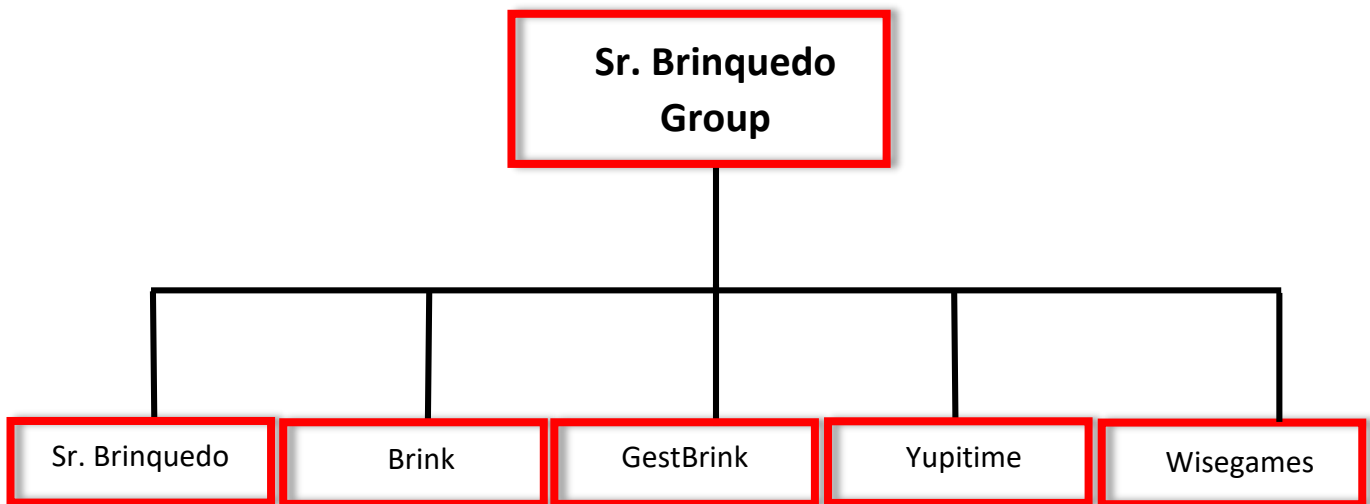 Sr. Brinquedo
Group
Sr. Brinquedo
Brink
GestBrink
Yupitime
Wisegames